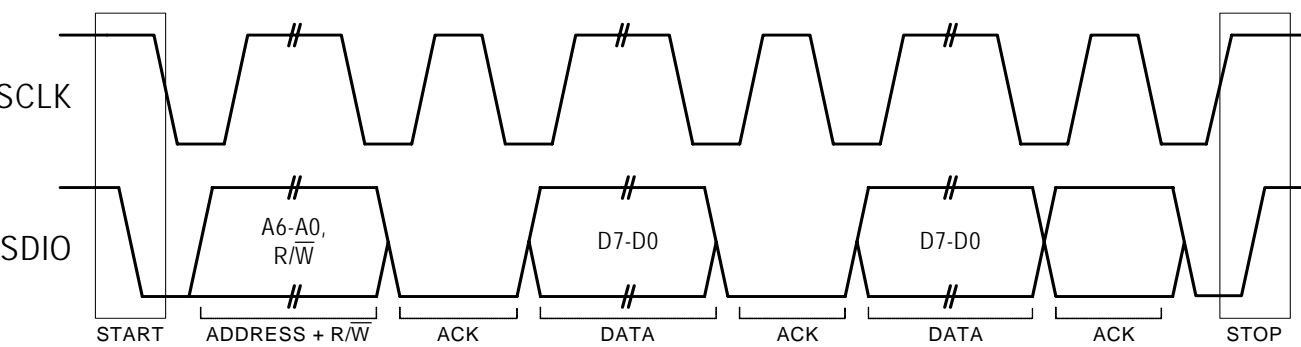 SCLK
SDIO
A6-A0,
R/W̅
D7-D0
D7-D0
START
ADDRESS + R/W̅
ACK
DATA
ACK
DATA
ACK
STOP